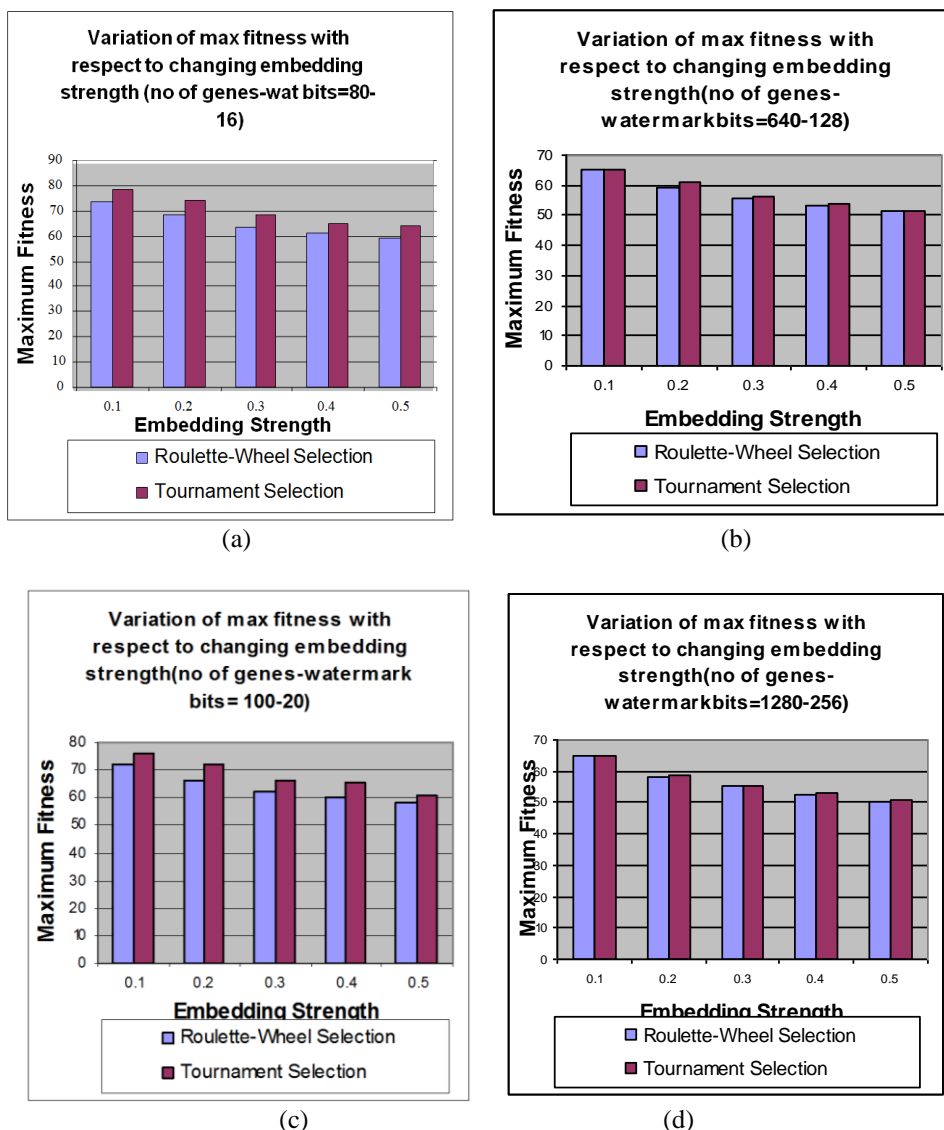 Variation of max fitness with
respect to changing embedding
strength (no of genes-wat bits=80-
16)
Maximum Fitness
90
80
70
60
50
40
30
20
10
0
0.1 0.2 0.3 0.4 0.5
Embedding Strength
Roulette-Wheel Selection
Tournament Selection
(a)
Variation of max fitness with
respect to changing embedding
strength(no of genes-
watermarkbits=640-128)
Maximum Fitness
70
60
50
40
30
20
10
0
0.1 0.2 0.3 0.4 0.5
Embedding Strength
Roulette-Wheel Selection
Tournament Selection
(b)
Variation of max fitness with
respect to changing embedding
strength(no of genes-watermark
bits= 100-20)
Maximum Fitness
80
70
60
50
40
30
20
10
0
0.1 0.2 0.3 0.4 0.5
Embedding Strength
Roulette-Wheel Selection
Tournament Selection
(c)
Variation of max fitness with
respect to changing embedding
strength(no of genes-
watermarkbits=1280-256)
Maximum Fitness
70
60
50
40
30
20
10
0
0.1 0.2 0.3 0.4 0.5
Embedding Strength
Roulette-Wheel Selection
Tournament Selection
(d)